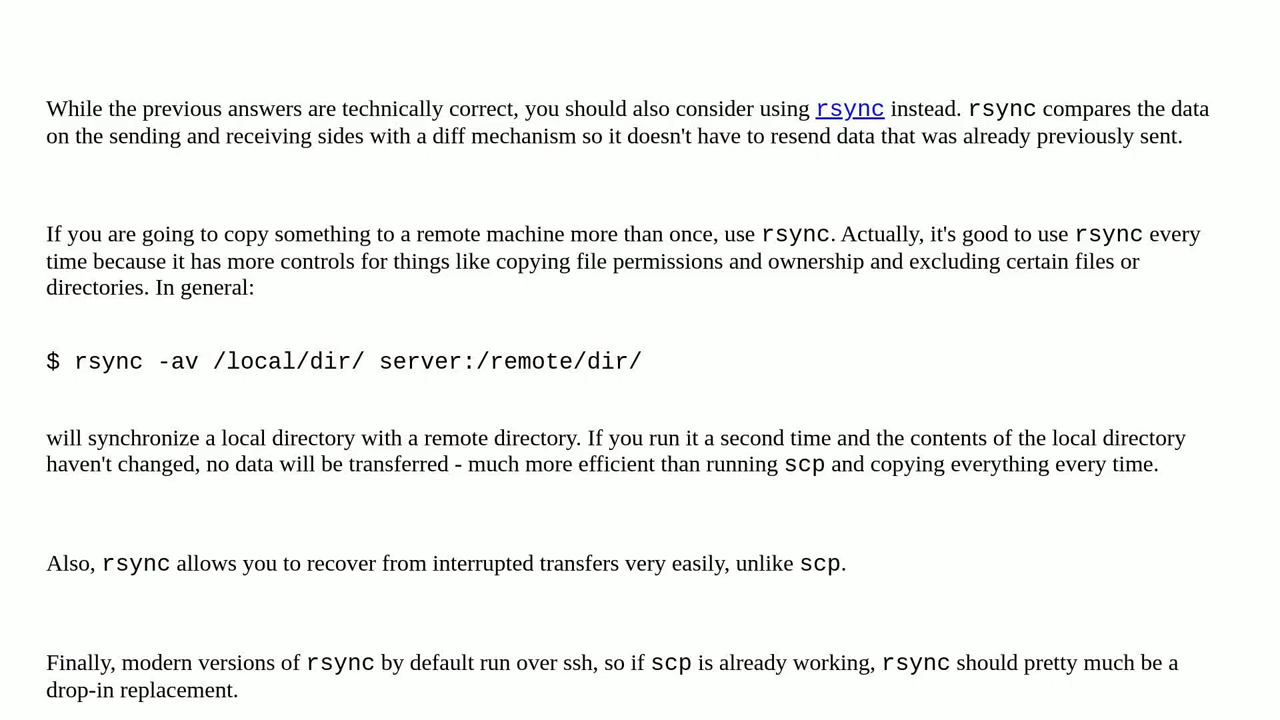 While the previous answers are technically correct, you should also consider using rsync instead. rsync compares the data
on the sending and receiving sides with a diff mechanism so it doesn't have to resend data that was already previously sent.
If you are going to copy something to a remote machine more than once, use rsync. Actually, it's good to use rsync every
time because it has more controls for things like copying file permissions and ownership and excluding certain files or
directories. In general:
$ rsync -av /local/dir/ server:/remote/dir/
will synchronize a local directory with a remote directory. If you run it a second time and the contents of the local directory
haven't changed, no data will be transferred - much more efficient than running scp and copying everything every time.
Also, rsync allows you to recover from interrupted transfers very easily, unlike scp.
Finally, modern versions of rsync by default run over ssh, so if scp is already working, rsync should pretty much be a
drop-in replacement.